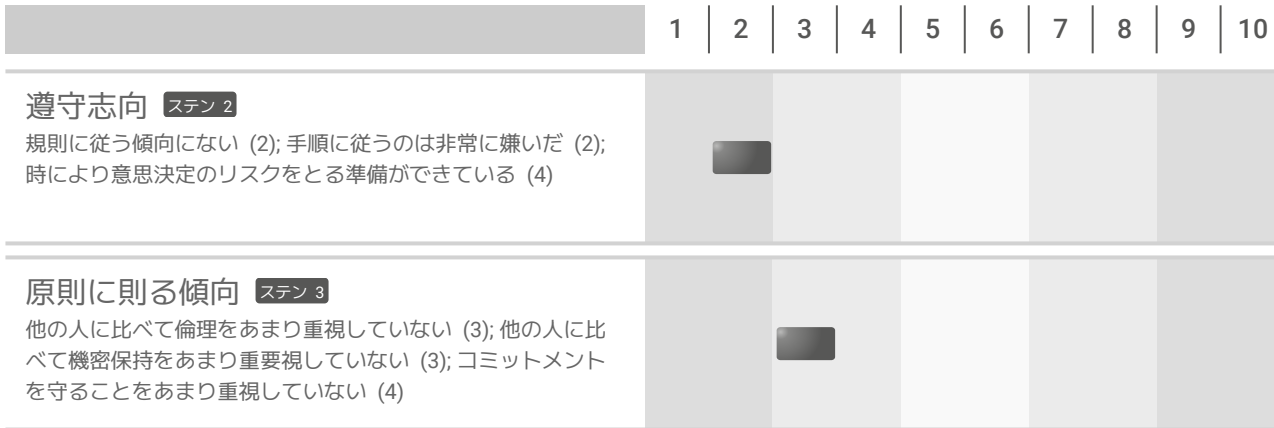 1 2 3 4 5 6 7 8 9 10
遵守志向 ステン 2
規則に従う傾向にない (2); 手順に従うのは非常に嫌いだ (2);
時により意思決定のリスクをとる準備ができている (4)
原則に則る傾向 ステン 3
他の人に比べて倫理をあまり重視していない (3); 他の人に比
べて機密保持をあまり重要視していない (3); コミットメント
を守ることをあまり重視していない (4)